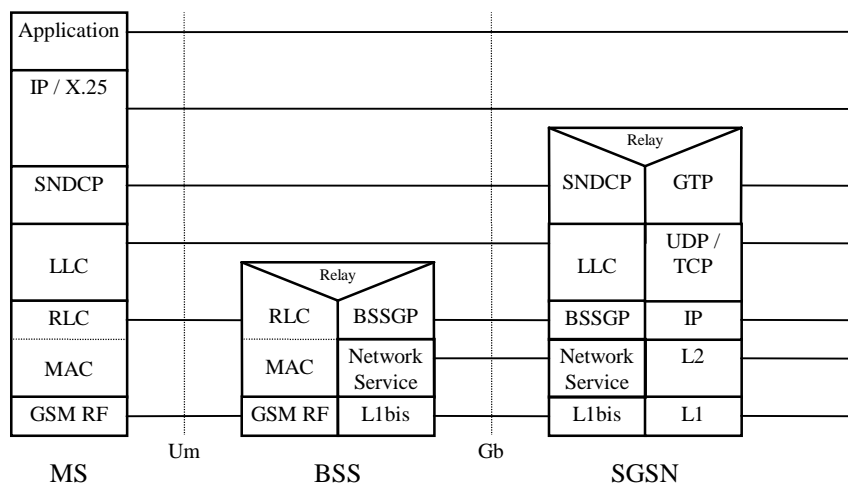 Application
IP / X.25
Relay
SNDCP
SNDCP
GTP
LLC
LLC
UDP /
TCP
Relay
RLC
RLC
BSSGP
BSSGP
IP
MAC
MAC
Network
Service
Network
Service
L2
GSM RF
GSM RF
L1bis
L1bis
L1
Um
Gb
MS
BSS
SGSN